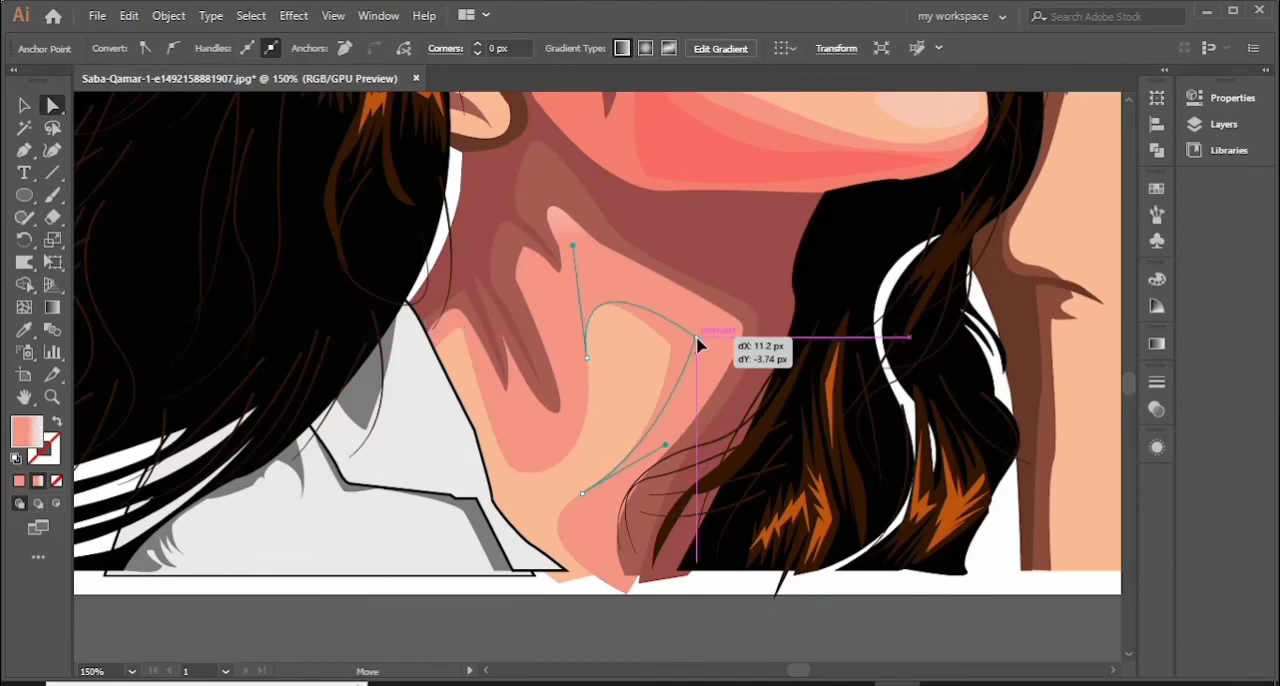 Ai File Edit Object Type Select Effect View Window Help my workspace Search Adobe Stock
Anchor Point Convert: Handles: Anchors: Corners: 0 px Gradient Type: Edit Gradient Transform
Saba-Qamar-1-e1492158881907.jpg* @ 150% (RGB/GPU Preview)
Properties
Layers
Libraries
intersect
dX: 11.2 px
dY: -3.74 px
150% 1 Move